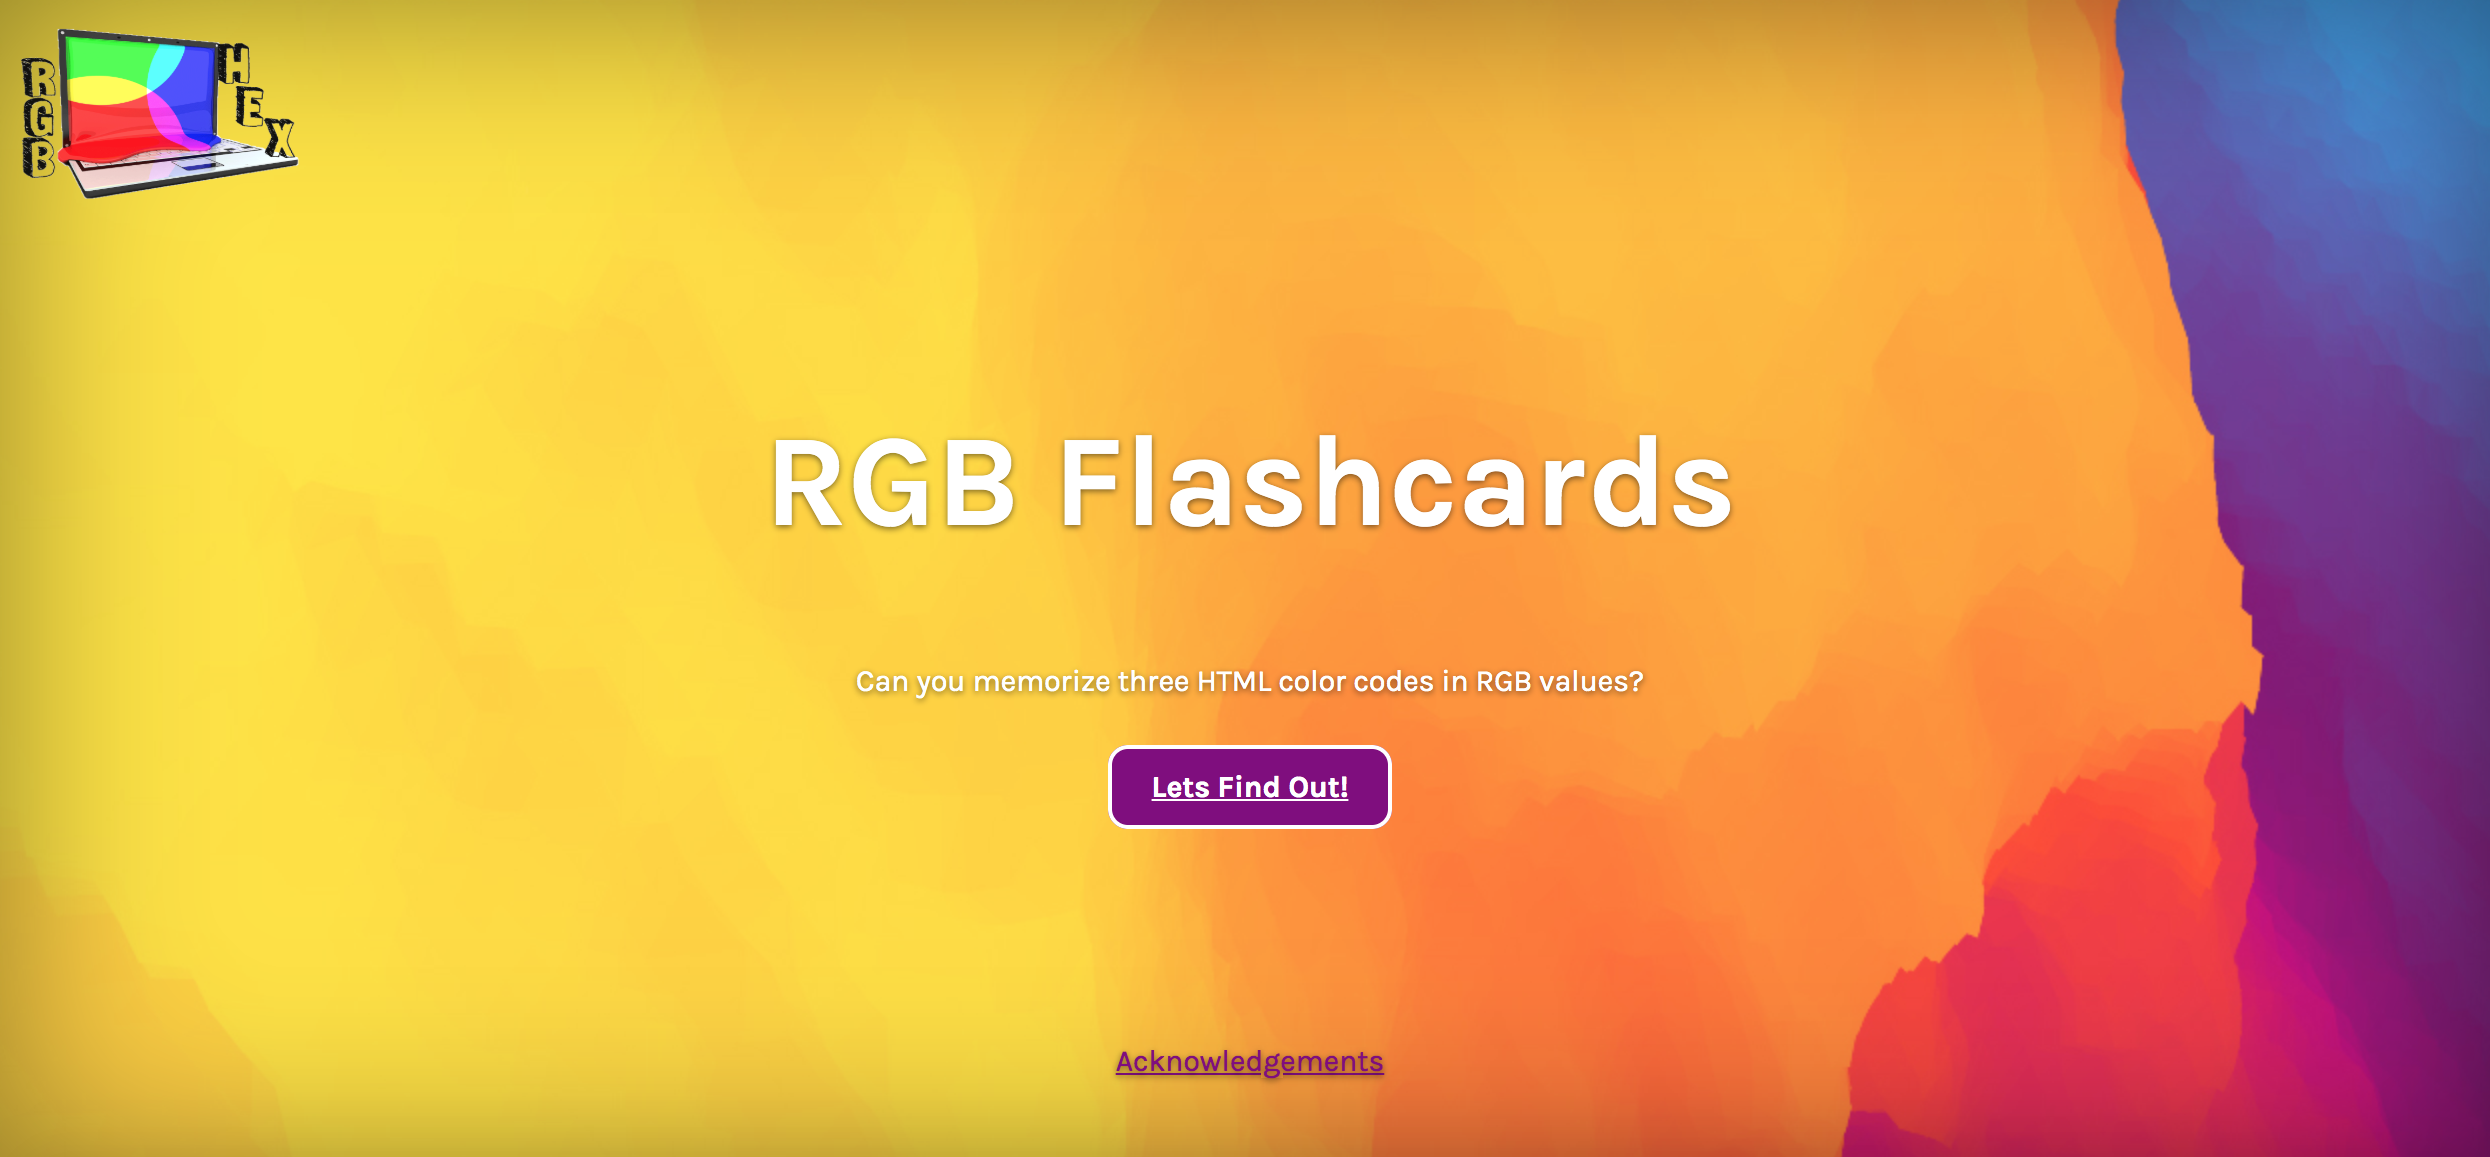 RGB
HEX
RGB Flashcards
Can you memorize three HTML color codes in RGB values?
Lets Find Out!
Acknowledgements